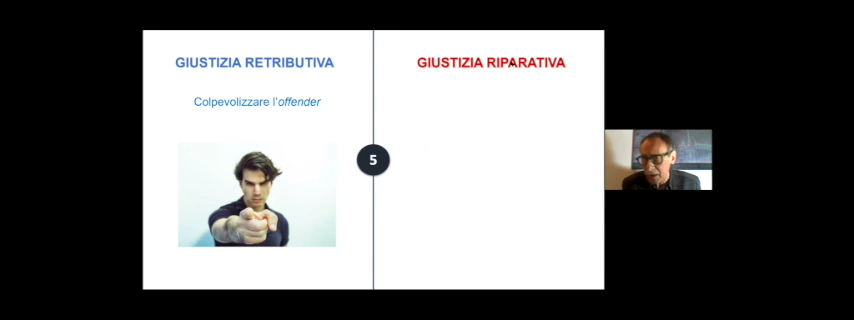 GIUSTIZIA RETRIBUTIVA
GIUSTIZIA RIPARATIVA
Colpevolizzare l'offender
5